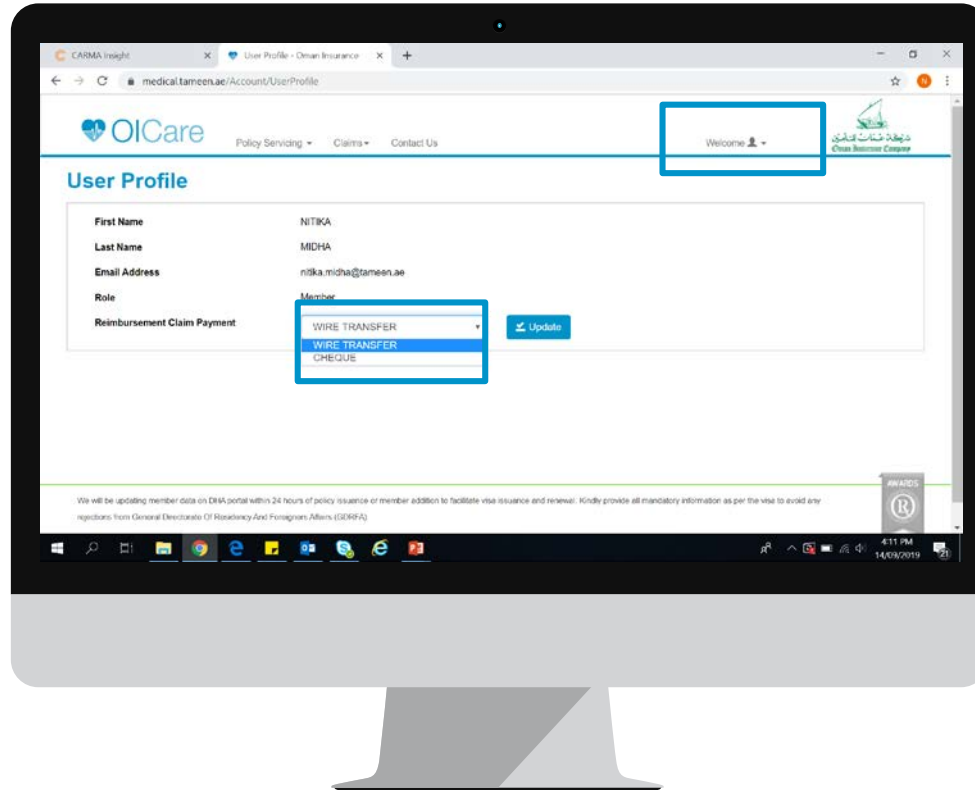 CARMA Insight
User Profile - Oman Insurance
medical.tameen.ae/Account/UserProfile
N
OICare
Policy Servicing
Claims
Contact Us
Welcome
Oman Insurance Company
User Profile
First Name NITIKA
Last Name MIDHA
Email Address nitika.midha@tameen.ae
Role Member
Reimbursement Claim Payment WIRE TRANSFER Update
WIRE TRANSFER
CHEQUE
AWARDS
R
We will be updating member data on DHA portal within 24 hours of policy issuance or member addition to facilitate visa issuance and renewal. Kindly provide all mandatory information as per the visa to avoid any
rejections from General Directorate Of Residency And Foreigners Affairs (GDRFA)
4:11 PM
14/09/2019
21